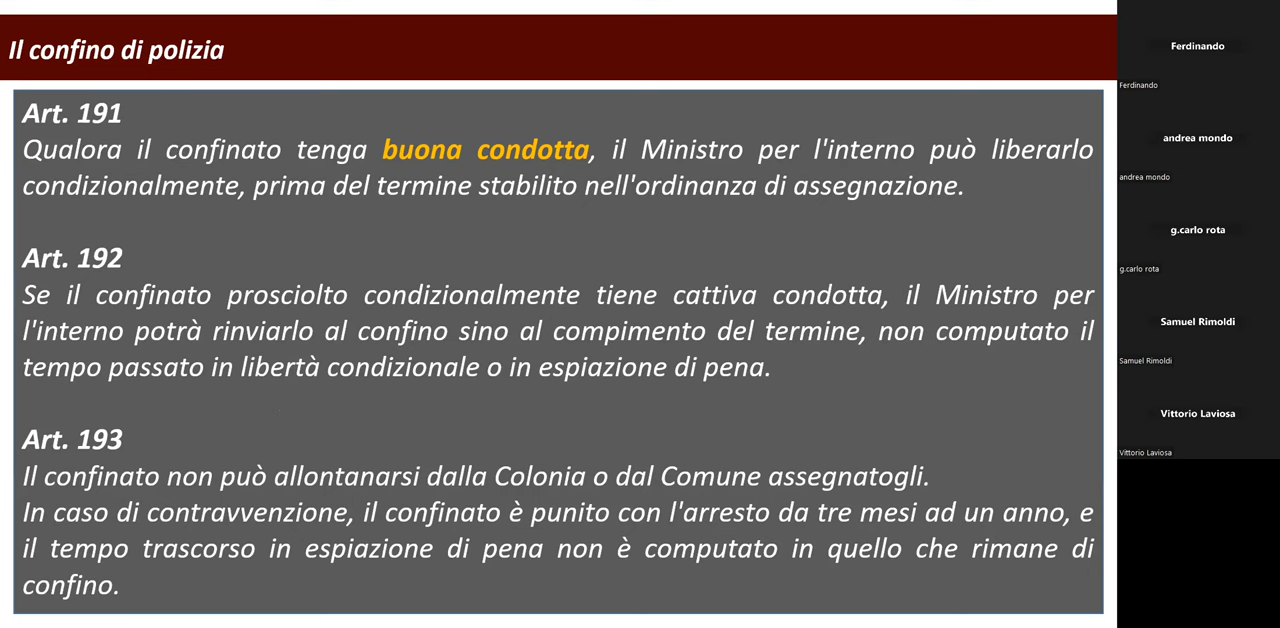 Il confino di polizia
Art. 191
Qualora il confinato tenga buona condotta, il Ministro per l'interno può liberarlo
condizionalmente, prima del termine stabilito nell'ordinanza di assegnazione.
Art. 192
Se il confinato prosciolto condizionalmente tiene cattiva condotta, il Ministro per
l'interno potrà rinviarlo al confino sino al compimento del termine, non computato il
tempo passato in libertà condizionale o in espiazione di pena.
Art. 193
Il confinato non può allontanarsi dalla Colonia o dal Comune assegnatogli.
In caso di contravvenzione, il confinato è punito con l'arresto da tre mesi ad un anno, e
il tempo trascorso in espiazione di pena non è computato in quello che rimane di
confino.
Ferdinando
Ferdinando
andrea mondo
andrea mondo
g.carlo rota
g.carlo rota
Samuel Rimoldi
Samuel Rimoldi
Vittorio Laviosa
Vittorio Laviosa